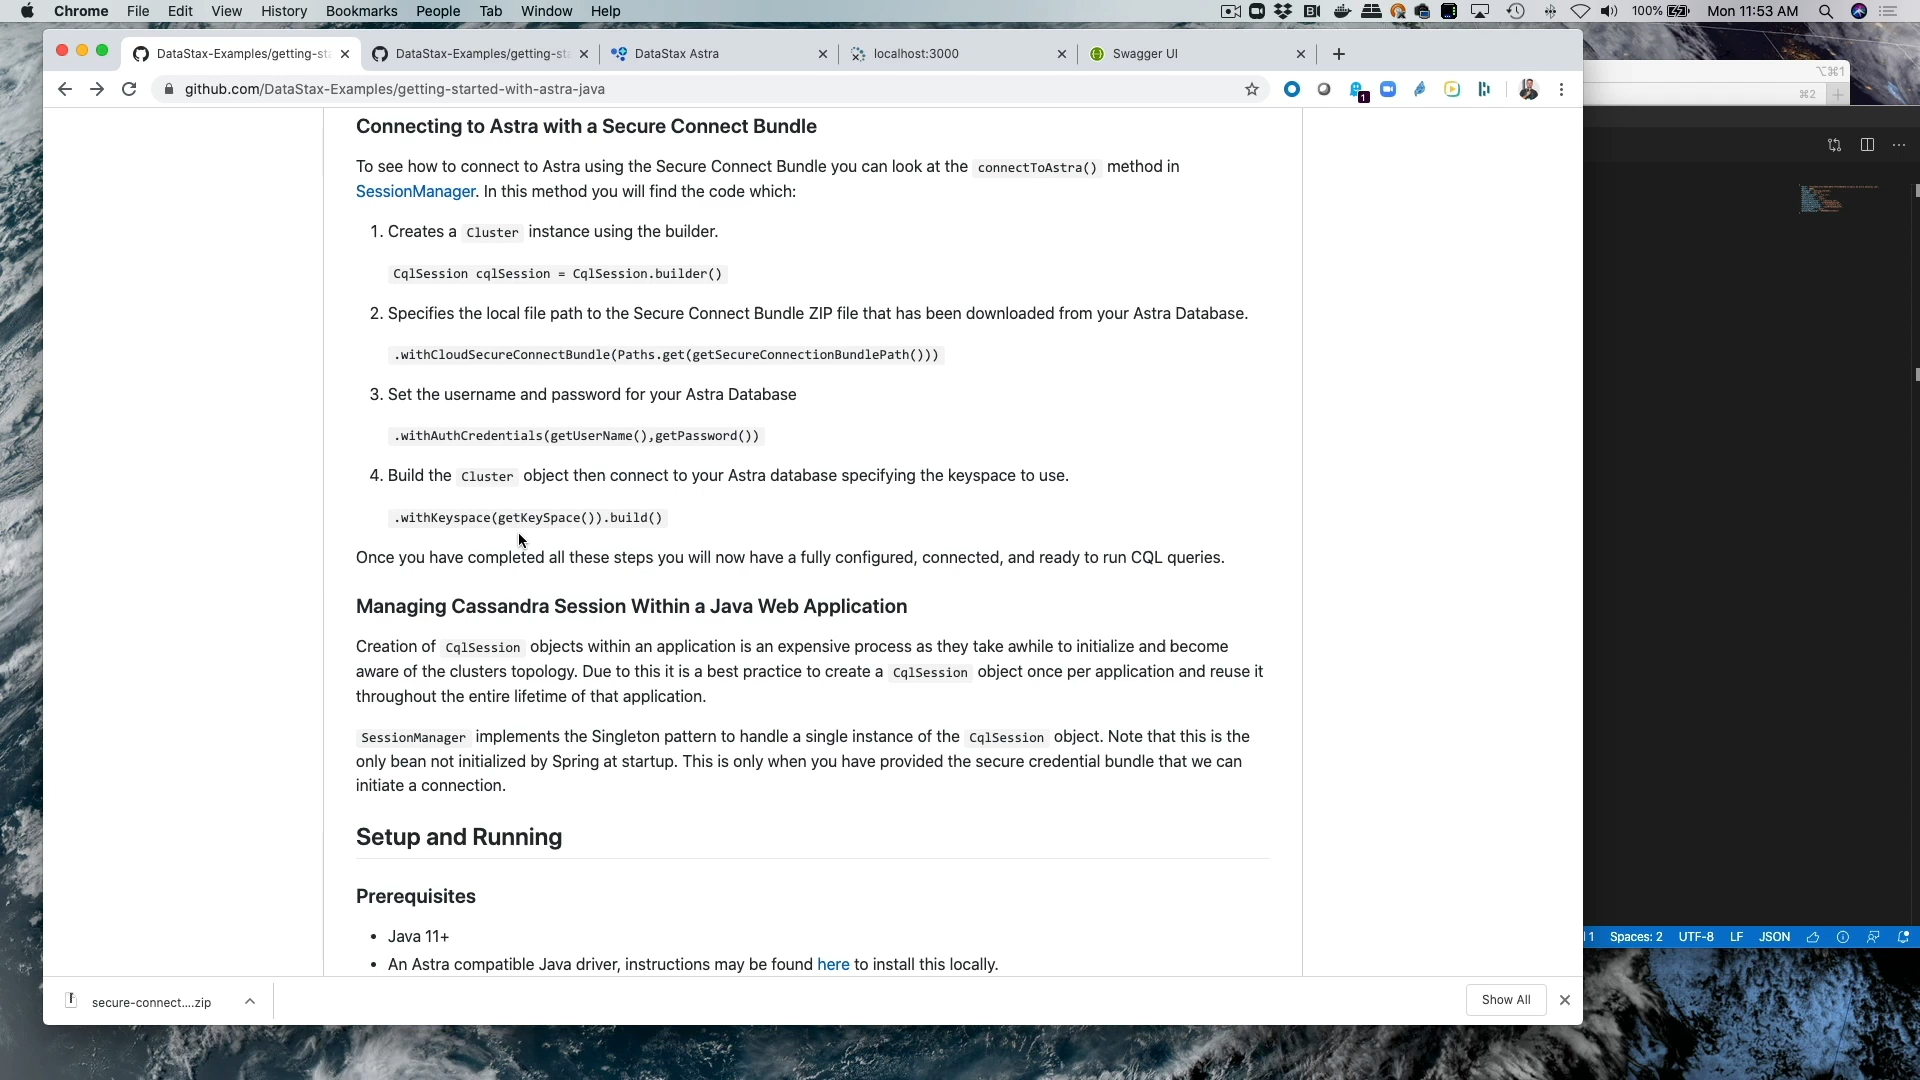 Chrome File Edit View History Bookmarks People Tab Window Help 100% Mon 11:53 AM
DataStax-Examples/getting-sta DataStax-Examples/getting-sta DataStax Astra localhost:3000 Swagger UI
⌥⌘1
github.com/DataStax-Examples/getting-started-with-astra-java 1
⌘2
Connecting to Astra with a Secure Connect Bundle
To see how to connect to Astra using the Secure Connect Bundle you can look at the connectToAstra() method in
SessionManager. In this method you will find the code which:
1. Creates a Cluster instance using the builder.
CqlSession cqlSession = CqlSession.builder()
2. Specifies the local file path to the Secure Connect Bundle ZIP file that has been downloaded from your Astra Database.
.withCloudSecureConnectBundle(Paths.get(getSecureConnectionBundlePath()))
3. Set the username and password for your Astra Database
.withAuthCredentials(getUserName(),getPassword())
4. Build the Cluster object then connect to your Astra database specifying the keyspace to use.
.withKeyspace(getKeySpace()).build()
Once you have completed all these steps you will now have a fully configured, connected, and ready to run CQL queries.
Managing Cassandra Session Within a Java Web Application
Creation of CqlSession objects within an application is an expensive process as they take awhile to initialize and become
aware of the clusters topology. Due to this it is a best practice to create a CqlSession object once per application and reuse it
throughout the entire lifetime of that application.
SessionManager implements the Singleton pattern to handle a single instance of the CqlSession object. Note that this is the
only bean not initialized by Spring at startup. This is only when you have provided the secure credential bundle that we can
initiate a connection.
Setup and Running
Prerequisites
• Java 11+
1 Spaces: 2 UTF-8 LF JSON
• An Astra compatible Java driver, instructions may be found here to install this locally.
secure-connect....zip Show All